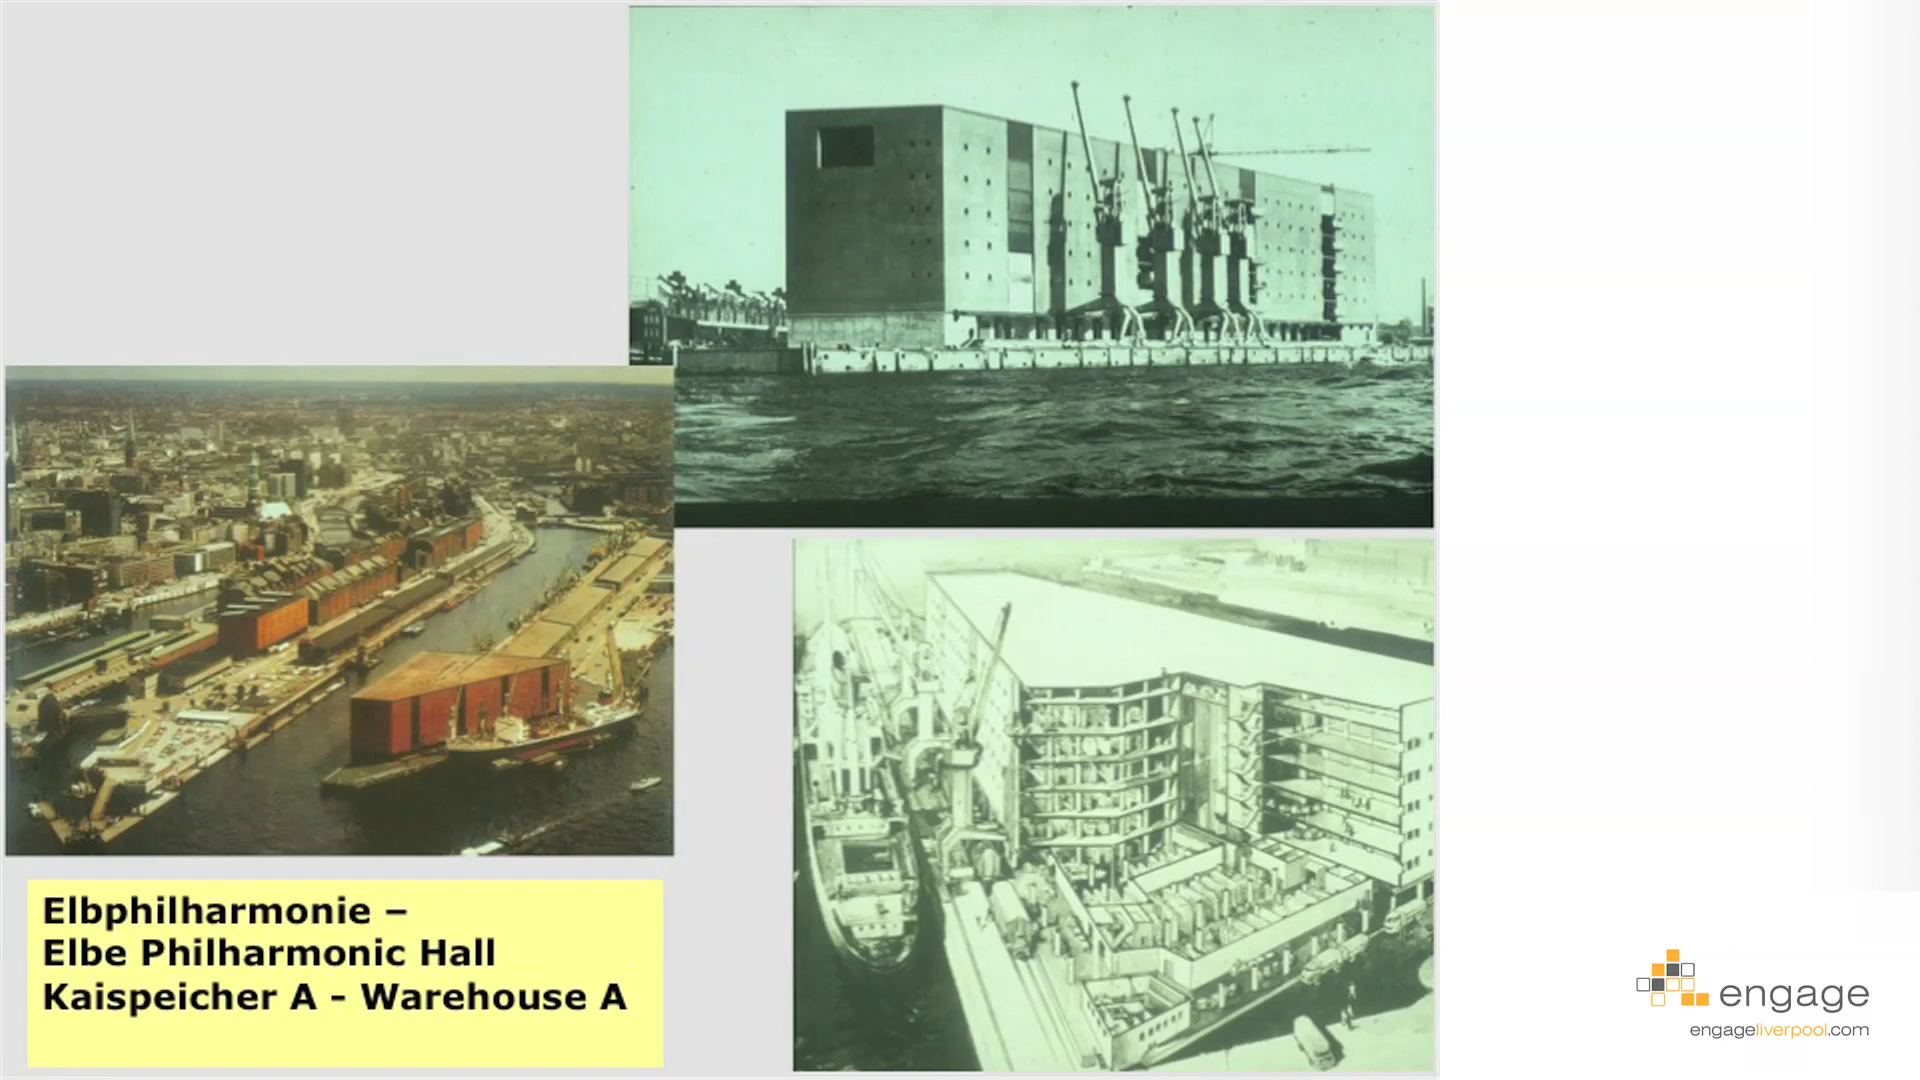 Elbphilharmonie –
Elbe Philharmonic Hall
Kaispeicher A - Warehouse A
engage
engageliverpool.com